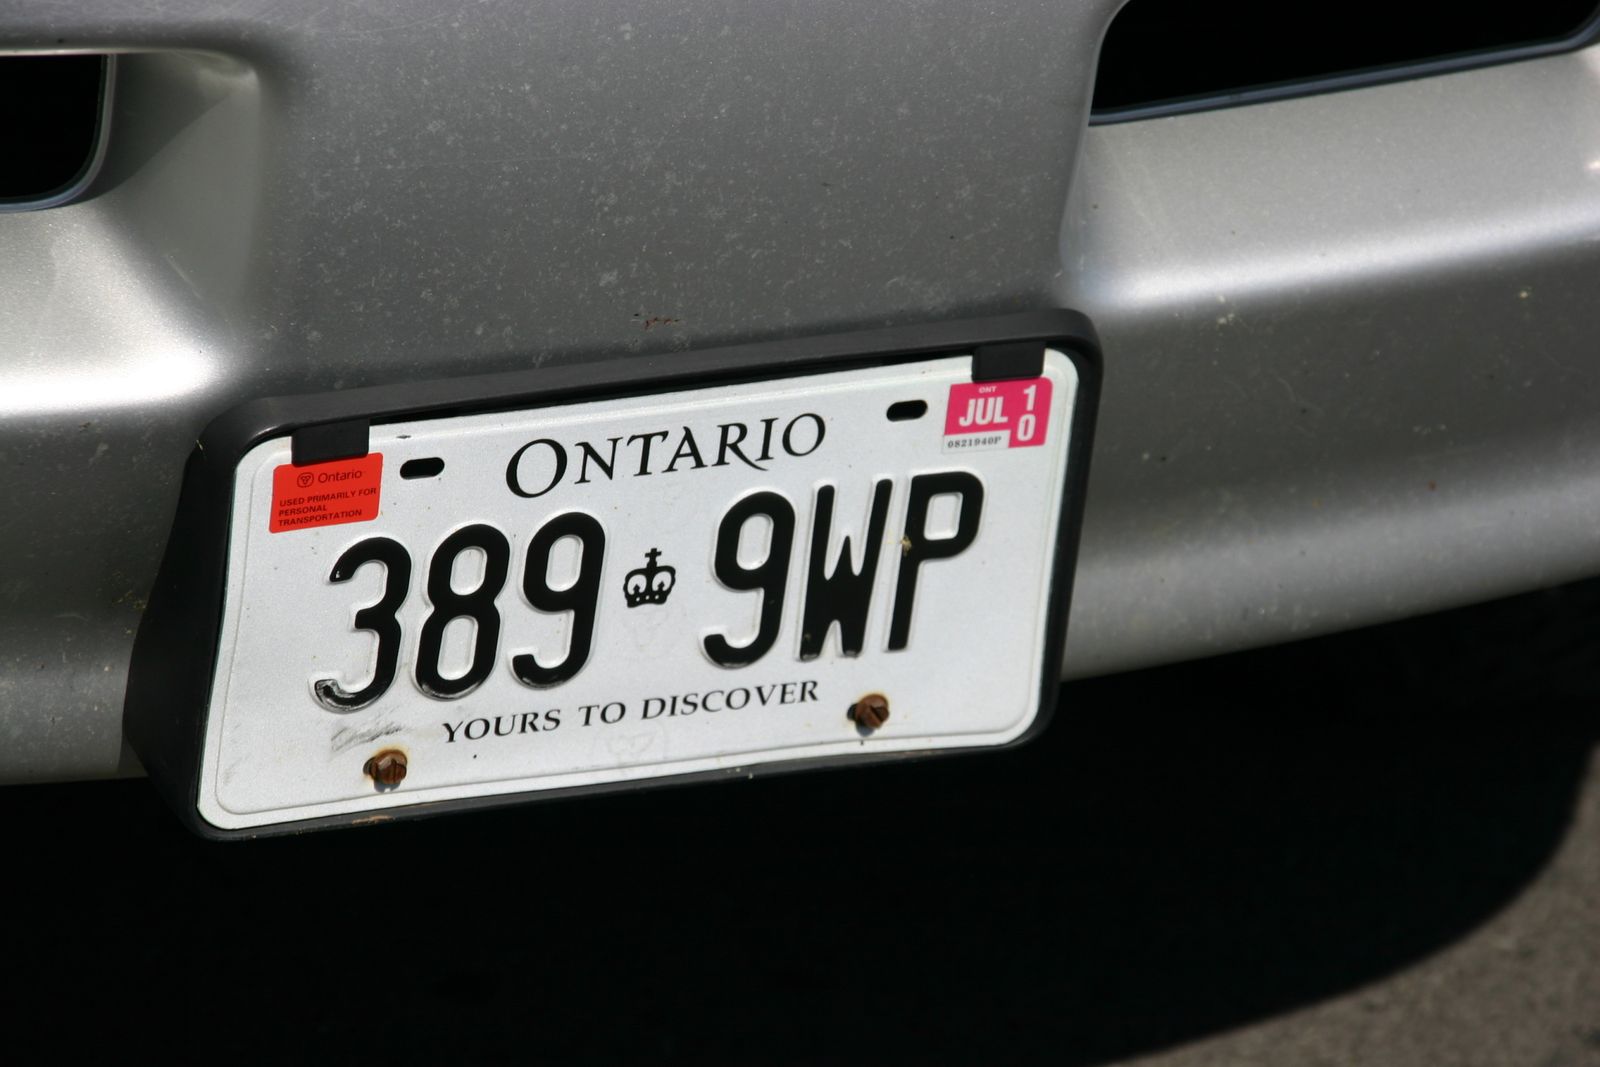 ONTARIO
ONT
JUL 10
0821940P
Ontario
USED PRIMARILY FOR
PERSONAL
TRANSPORTATION
389 9WP
YOURS TO DISCOVER